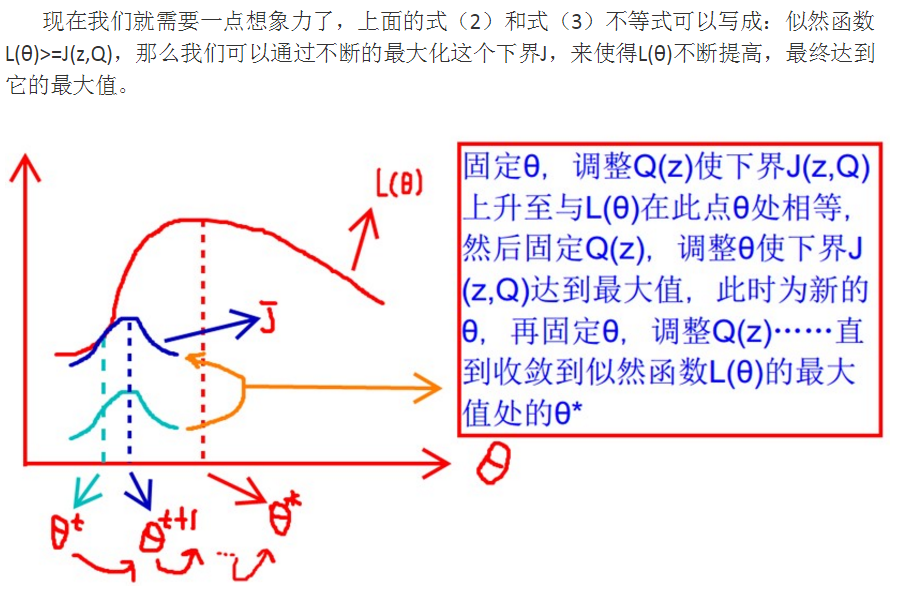 现在我们就需要一点想象力了，上面的式（2）和式（3）不等式可以写成：似然函数
L(θ)>=J(z,Q)，那么我们可以通过不断的最大化这个下界J，来使得L(θ)不断提高，最终达到
它的最大值。
L(θ)
J
固定θ，调整Q(z)使下界J(z,Q)
上升至与L(θ)在此点θ处相等，
然后固定Q(z)，调整θ使下界J
(z,Q)达到最大值，此时为新的
θ，再固定θ，调整Q(z)……直
到收敛到似然函数L(θ)的最大
值处的θ*
θ
θ^t
θ^t+1
θ^*
...